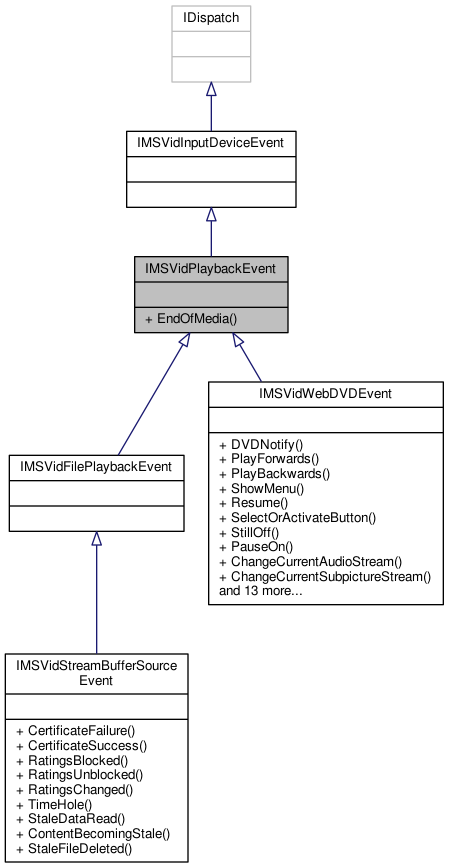 IDispatch
IMSVidInputDeviceEvent
IMSVidPlaybackEvent
+ EndOfMedia()
IMSVidWebDVDEvent
+ DVDNotify()
+ PlayForwards()
+ PlayBackwards()
+ ShowMenu()
+ Resume()
+ SelectOrActivateButton()
+ StillOff()
+ PauseOn()
+ ChangeCurrentAudioStream()
+ ChangeCurrentSubpictureStream()
and 13 more...
IMSVidFilePlaybackEvent
IMSVidStreamBufferSource
Event
+ CertificateFailure()
+ CertificateSuccess()
+ RatingsBlocked()
+ RatingsUnblocked()
+ RatingsChanged()
+ TimeHole()
+ StaleDataRead()
+ ContentBecomingStale()
+ StaleFileDeleted()